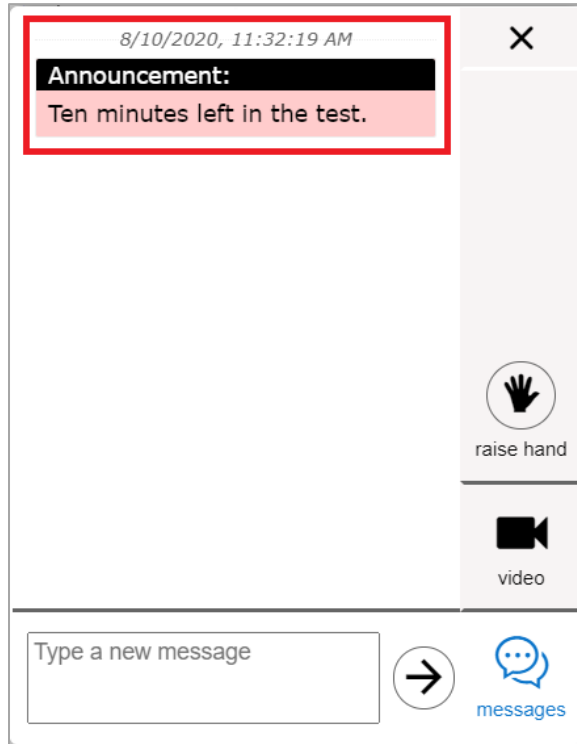 8/10/2020, 11:32:19 AM
Announcement:
Ten minutes left in the test.
raise hand
video
Type a new message
messages